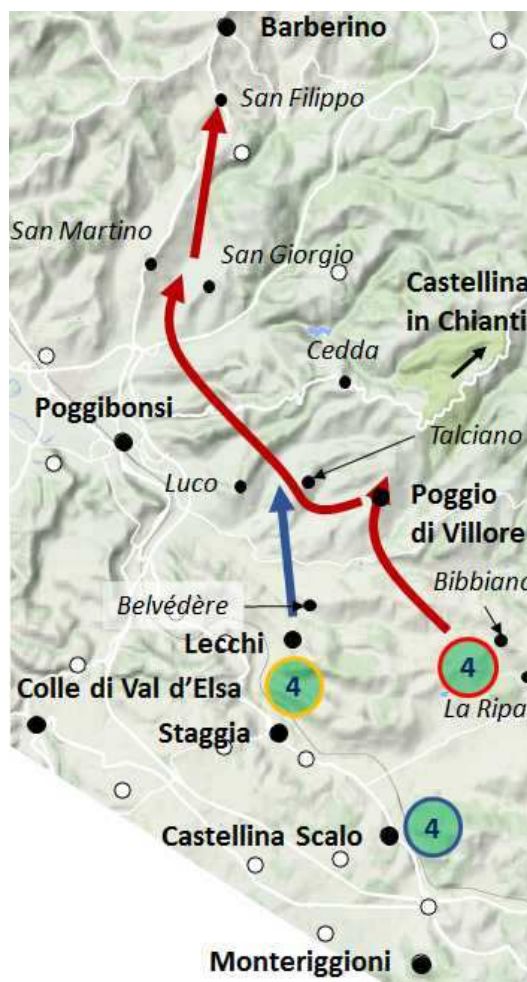 Barberino
San Filippo
San Martino
San Giorgio
Castellina
in Chianti
Cedda
Poggibonsi
Talciano
Luco
Poggio
di Villore
Belvédère
Bibbiano
Lecchi
4
4
Colle di Val d'Elsa
La Ripa
Staggia
4
Castellina Scalo
Monteriggioni